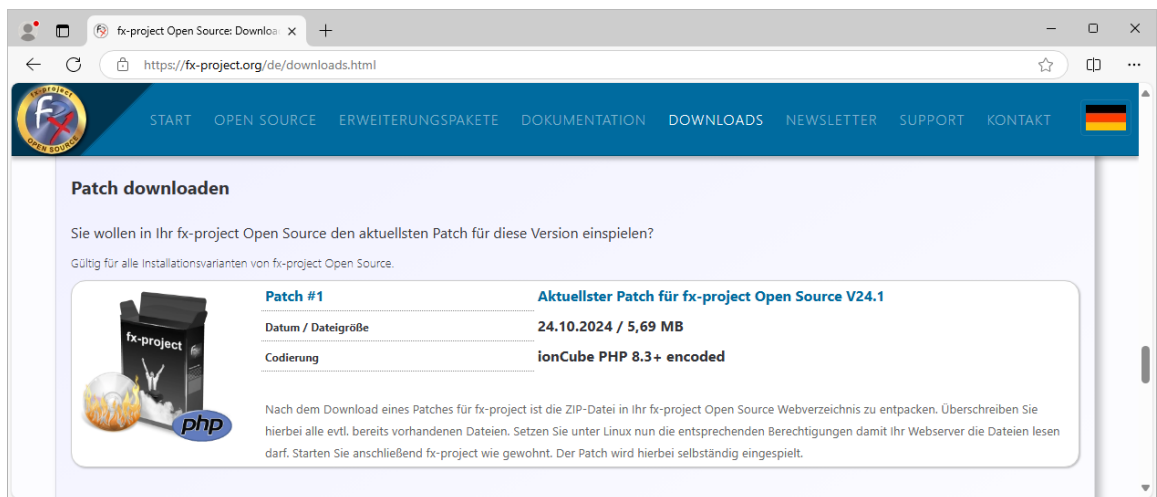 fx-project Open Source: Downloa
https://fx-project.org/de/downloads.html
fx-project
Fx
OPEN SOURCE
START OPEN SOURCE ERWEITERUNGSPAKETE DOKUMENTATION DOWNLOADS NEWSLETTER SUPPORT KONTAKT
Patch downloaden
Sie wollen in Ihr fx-project Open Source den aktuellsten Patch für diese Version einspielen?
Gültig für alle Installationsvarianten von fx-project Open Source.
fx-project
php
Patch #1 Aktuellster Patch für fx-project Open Source V24.1
Datum / Dateigröße 24.10.2024 / 5,69 MB
Codierung ionCube PHP 8.3+ encoded
Nach dem Download eines Patches für fx-project ist die ZIP-Datei in Ihr fx-project Open Source Webverzeichnis zu entpacken. Überschreiben Sie
hierbei alle evtl. bereits vorhandenen Dateien. Setzen Sie unter Linux nun die entsprechenden Berechtigungen damit Ihr Webserver die Dateien lesen
darf. Starten Sie anschließend fx-project wie gewohnt. Der Patch wird hierbei selbständig eingespielt.